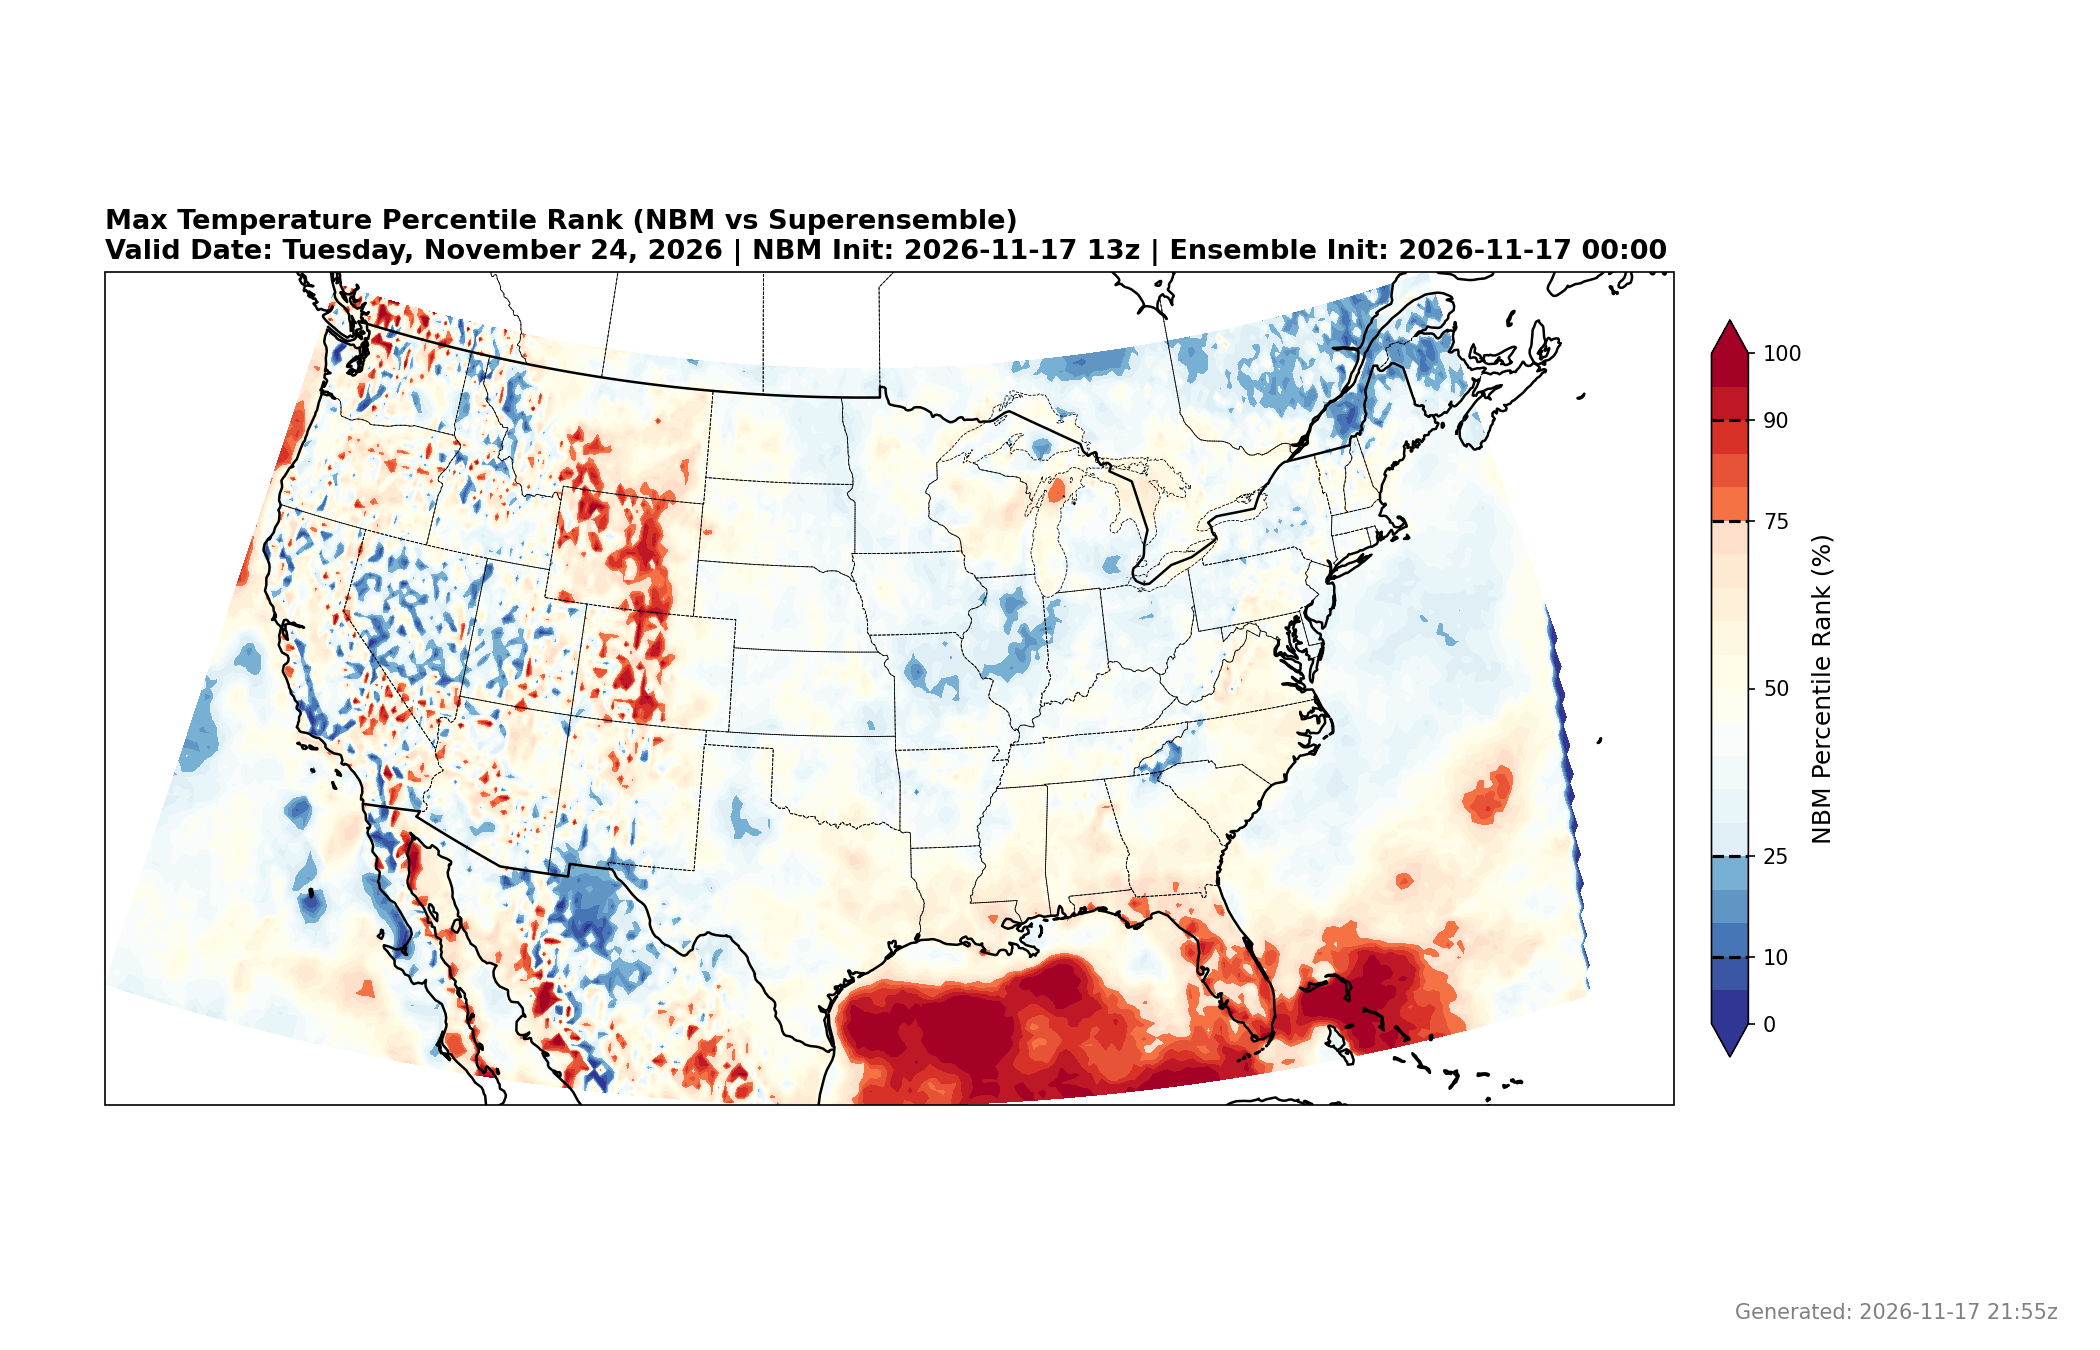 Max Temperature Percentile Rank (NBM vs Superensemble)
Valid Date: Tuesday, November 24, 2026 | NBM Init: 2026-11-17 13z | Ensemble Init: 2026-11-17 00:00
100
90
75
50
25
10
0
NBM Percentile Rank (%)
Generated: 2026-11-17 21:55z